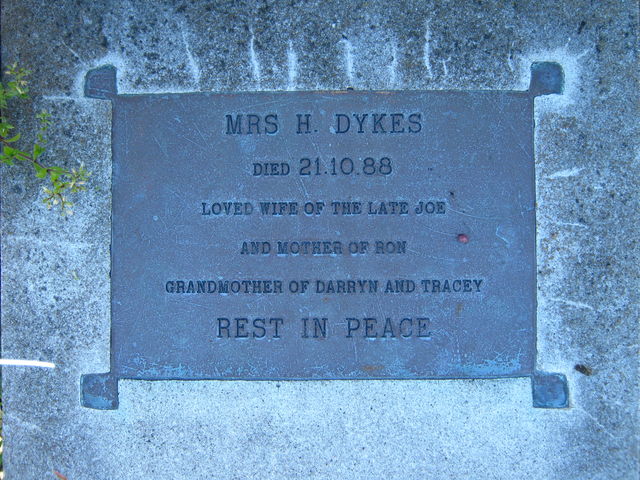 MRS H. DYKES
DIED 21.10.88
LOVED WIFE OF THE LATE JOE
AND MOTHER OF RON
GRANDMOTHER OF DARRYN AND TRACEY
REST IN PEACE